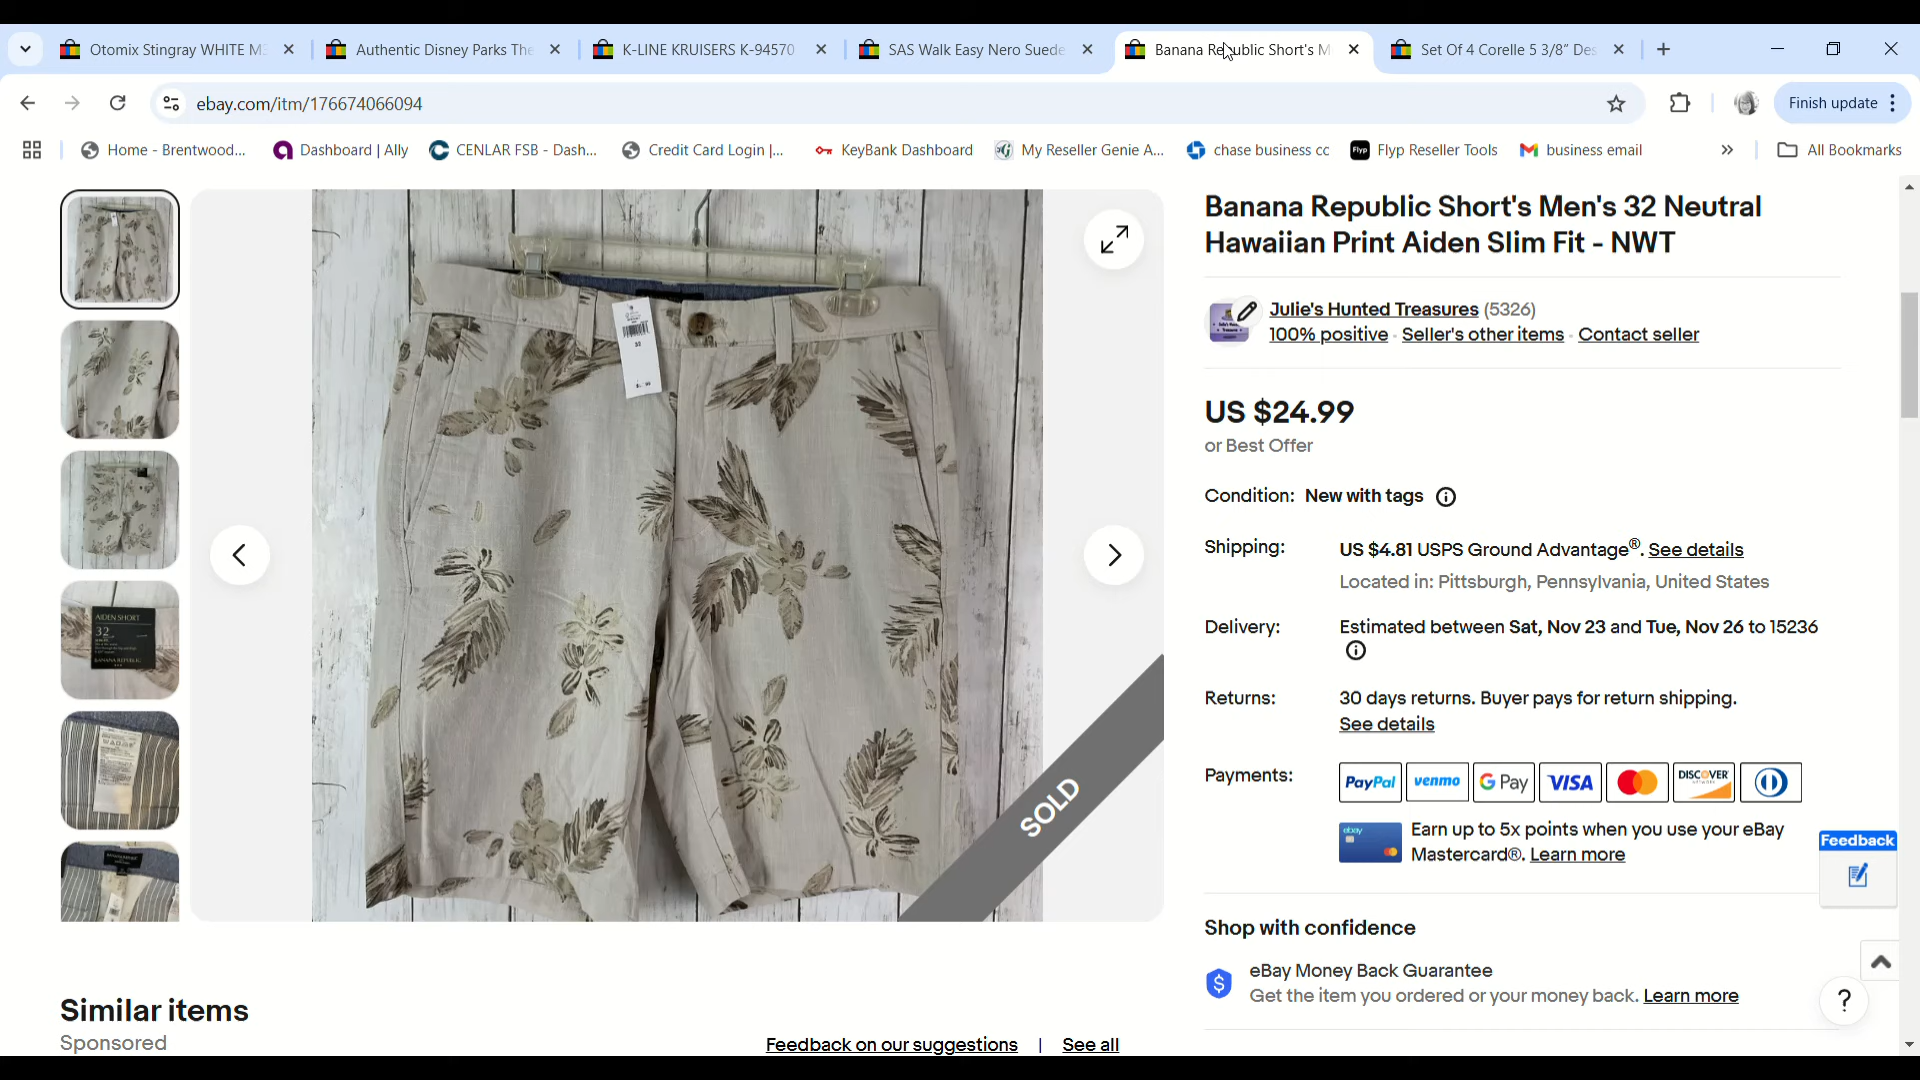 Otomix Stingray WHITE M
Authentic Disney Parks The
K-LINE KRUISERS K-94570
SAS Walk Easy Nero Suede
Banana Republic Short's M
Set Of 4 Corelle 5 3/8” Des
ebay.com/itm/176674066094
Finish update
Home - Brentwood...
Dashboard | Ally
CENLAR FSB - Dash...
Credit Card Login |...
KeyBank Dashboard
My Reseller Genie A...
chase business cc
Flyp
Flyp Reseller Tools
business email
»
All Bookmarks
Banana Republic Short's Men's 32 Neutral
Hawaiian Print Aiden Slim Fit - NWT
Julie's Hunted Treasures (5326)
100% positive · Seller's other items · Contact seller
US $24.99
or Best Offer
Condition: New with tags
Shipping: US $4.81 USPS Ground Advantage®. See details
Located in: Pittsburgh, Pennsylvania, United States
Delivery: Estimated between Sat, Nov 23 and Tue, Nov 26 to 15236
Returns: 30 days returns. Buyer pays for return shipping.
See details
Payments: PayPal venmo G Pay VISA DISCOVER
ebay
Earn up to 5x points when you use your eBay
Mastercard®. Learn more
Feedback
Shop with confidence
eBay Money Back Guarantee
Get the item you ordered or your money back. Learn more
?
32
SOLD
AIDEN SHORT
32
BANANA REPUBLIC
Similar items
Sponsored
Feedback on our suggestions | See all